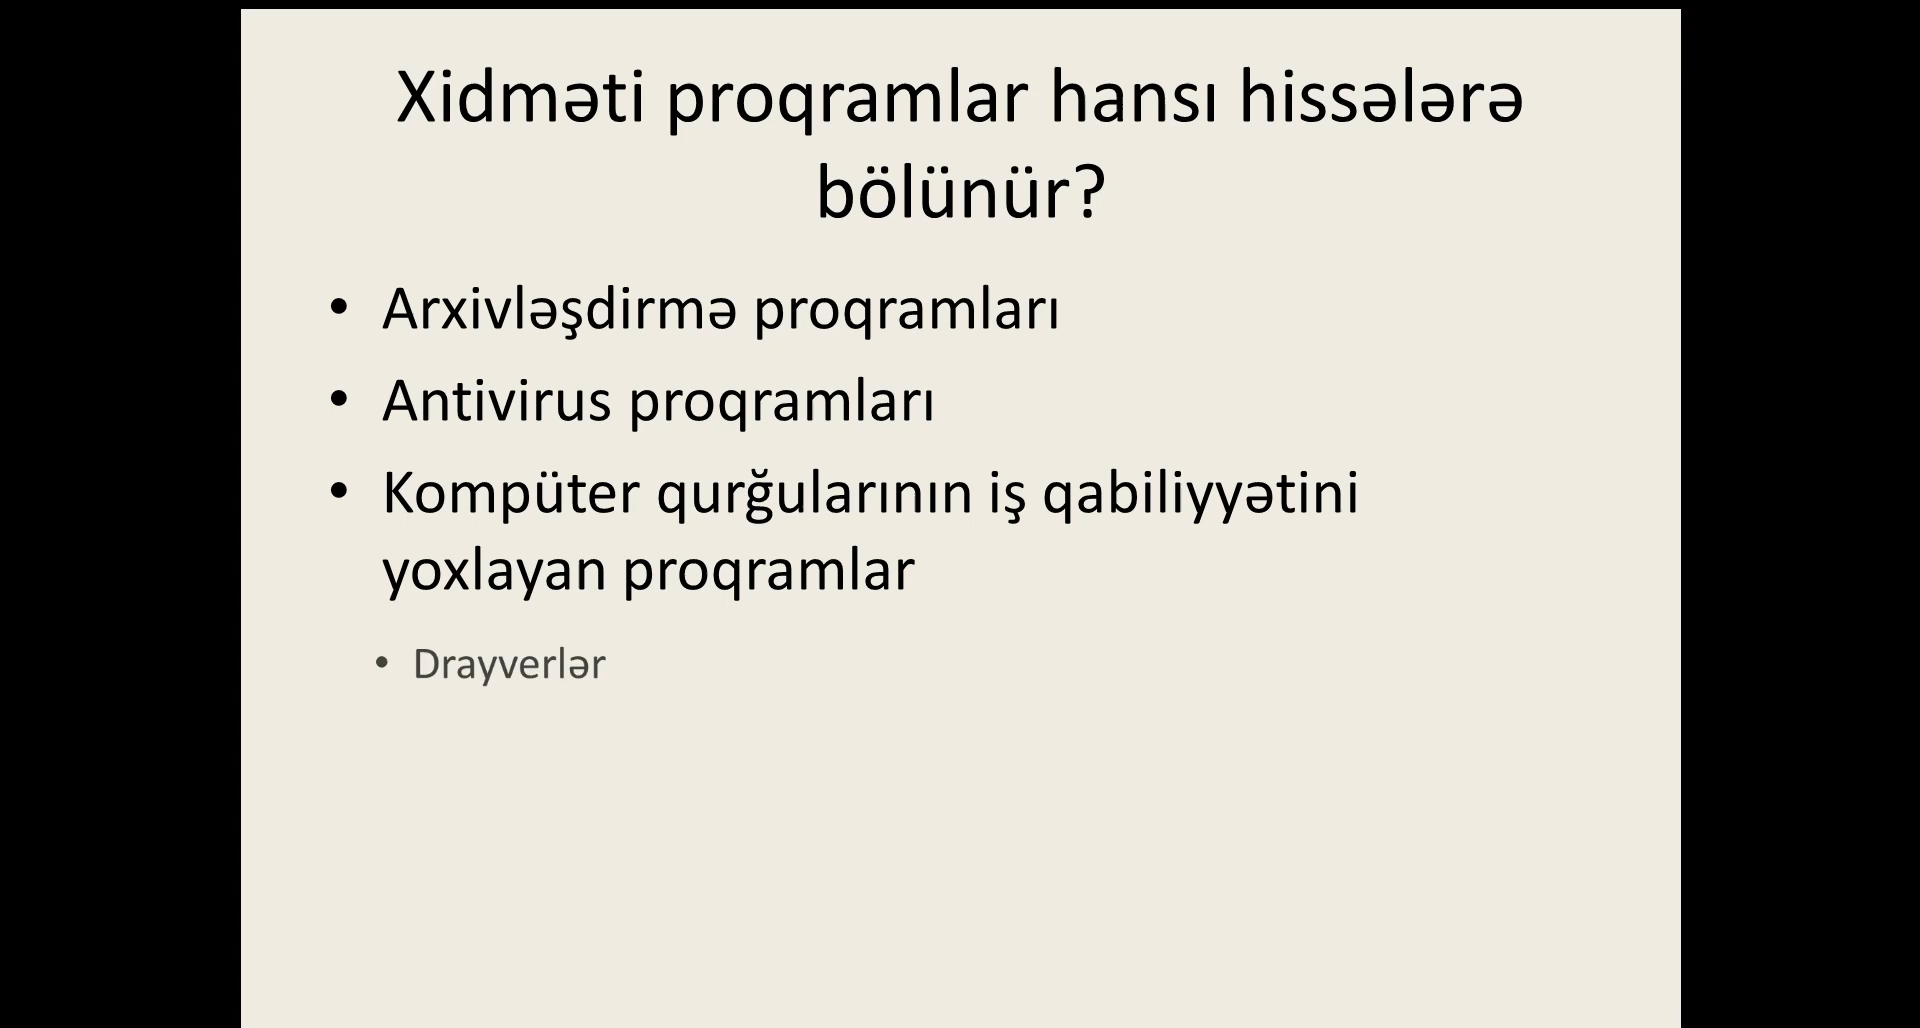 Xidməti proqramlar hansı hissələrə
bölünür?
• Arxivləşdirmə proqramları
• Antivirus proqramları
• Kompüter qurğularının iş qabiliyyətini
yoxlayan proqramlar
• Drayverlər